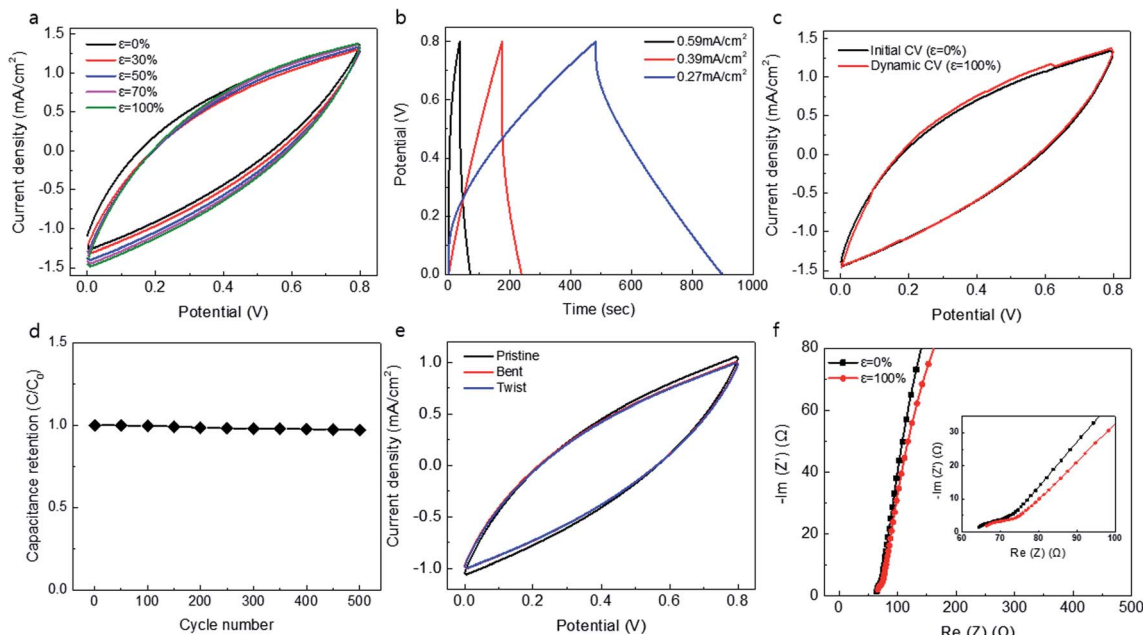 a
ε=0%
ε=30%
ε=50%
ε=70%
ε=100%
1.5
1.0
0.5
0.0
-0.5
-1.0
-1.5
Current density (mA/cm²)
0.0 0.2 0.4 0.6 0.8
Potential (V)
b
0.59mA/cm²
0.39mA/cm²
0.27mA/cm²
0.8
0.6
0.4
0.2
0.0
Potential (V)
0 200 400 600 800 1000
Time (sec)
c
Initial CV (ε=0%)
Dynamic CV (ε=100%)
1.5
1.0
0.5
0.0
-0.5
-1.0
-1.5
Current density (mA/cm²)
0.0 0.2 0.4 0.6 0.8
Potential (V)
d
1.5
1.0
0.5
0.0
Capacitance retention (C/C₀)
0 100 200 300 400 500
Cycle number
e
Pristine
Bent
Twist
1.0
0.5
0.0
-0.5
-1.0
Current density (mA/cm²)
0.0 0.2 0.4 0.6 0.8
Potential (V)
f
ε=0%
ε=100%
80
60
40
20
0
-Im (Z') (Ω)
0 100 200 300 400 500
Re (Z) (Ω)
30
20
10
0
-Im (Z') (Ω)
60 70 80 90 100
Re (Z) (Ω)